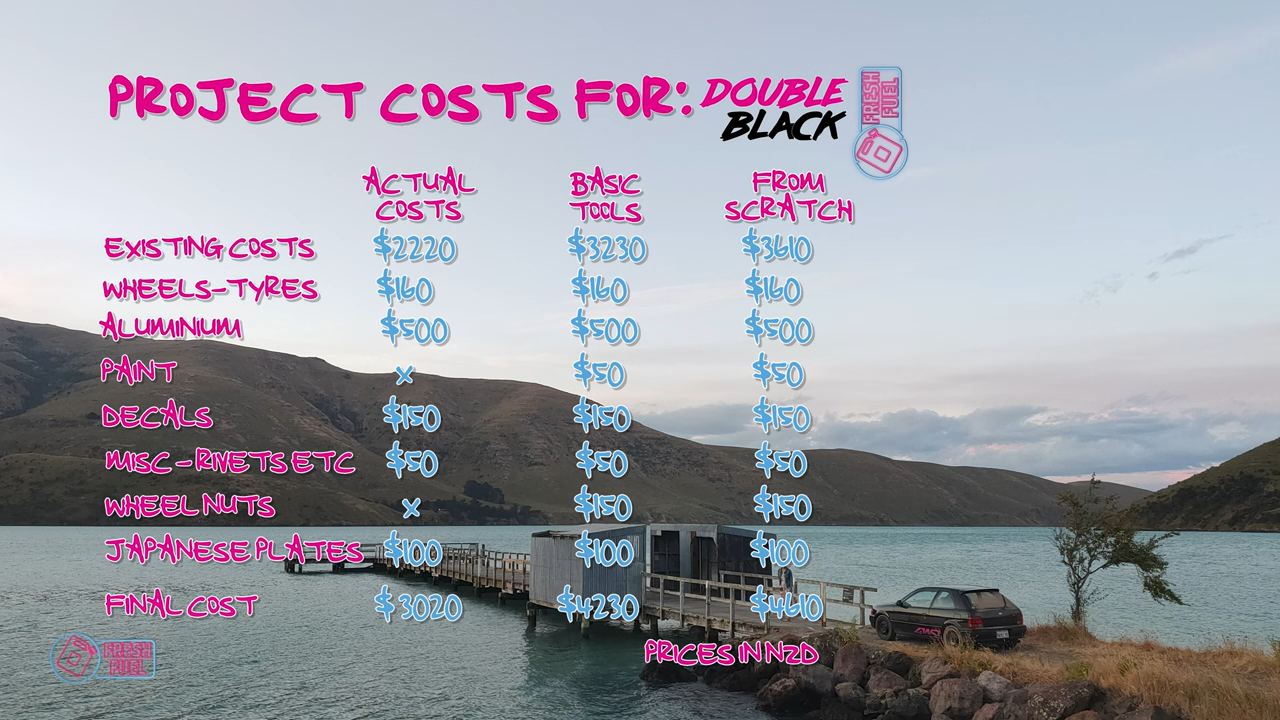 PROJECT COSTS FOR: DOUBLE BLACK
FRESH FUEL
ACTUAL COSTS BASIC TOOLS FROM SCRATCH
EXISTING COSTS $2220 $3230 $3610
WHEELS-TYRES $160 $160 $160
ALUMINIUM $500 $500 $500
PAINT x $50 $50
DECALS $150 $150 $150
MISC - RIVETS ETC $50 $50 $50
WHEEL NUTS x $150 $150
JAPANESE PLATES $100 $100 $100
FINAL COST $3020 $4230 $4610
FRESH FUEL
PRICES IN NZD